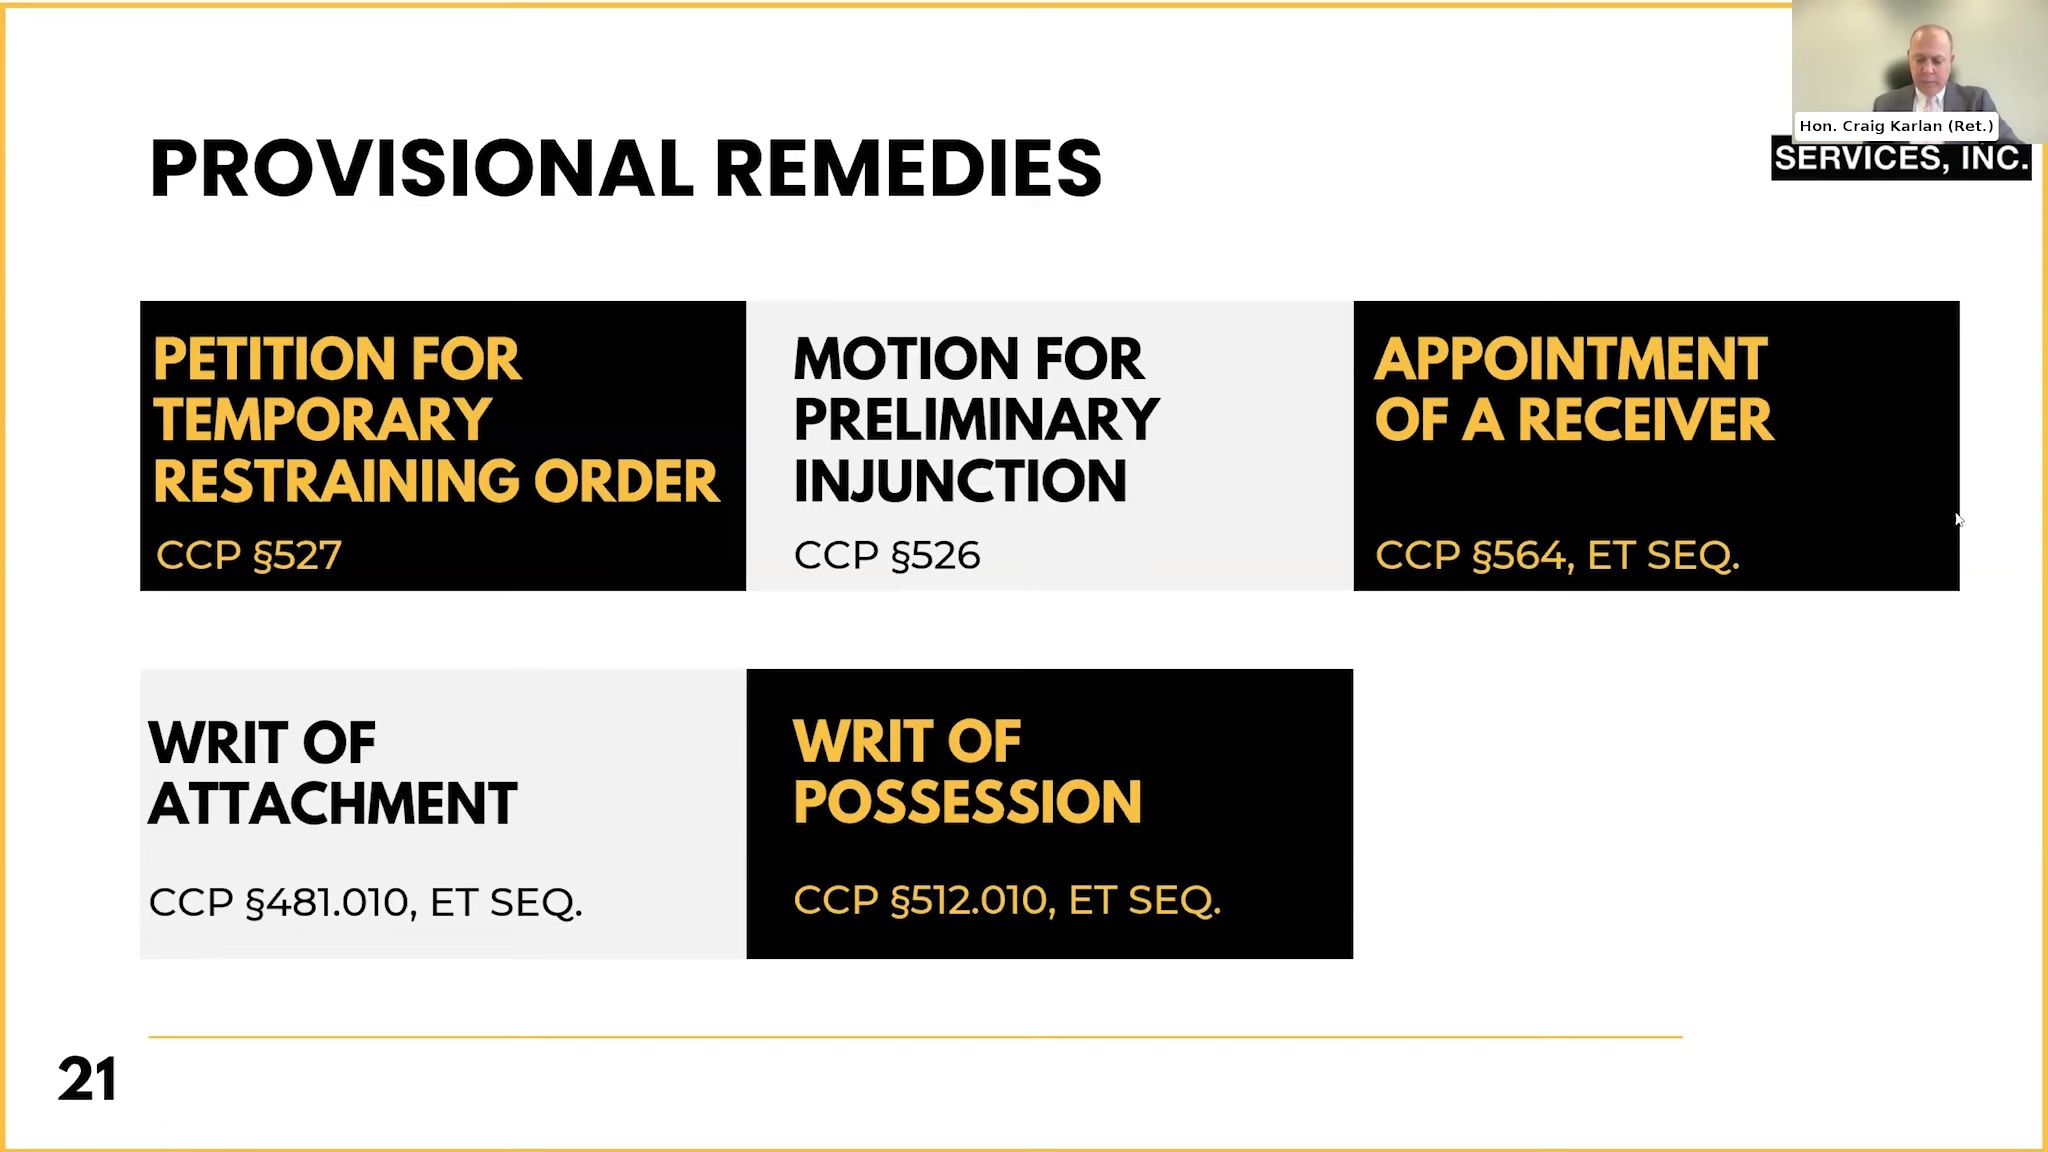 Hon. Craig Karlan (Ret.)
SERVICES, INC.
PROVISIONAL REMEDIES
PETITION FOR
TEMPORARY
RESTRAINING ORDER
CCP §527
MOTION FOR
PRELIMINARY
INJUNCTION
CCP §526
APPOINTMENT
OF A RECEIVER
CCP §564, ET SEQ.
WRIT OF
ATTACHMENT
CCP §481.010, ET SEQ.
WRIT OF
POSSESSION
CCP §512.010, ET SEQ.
21